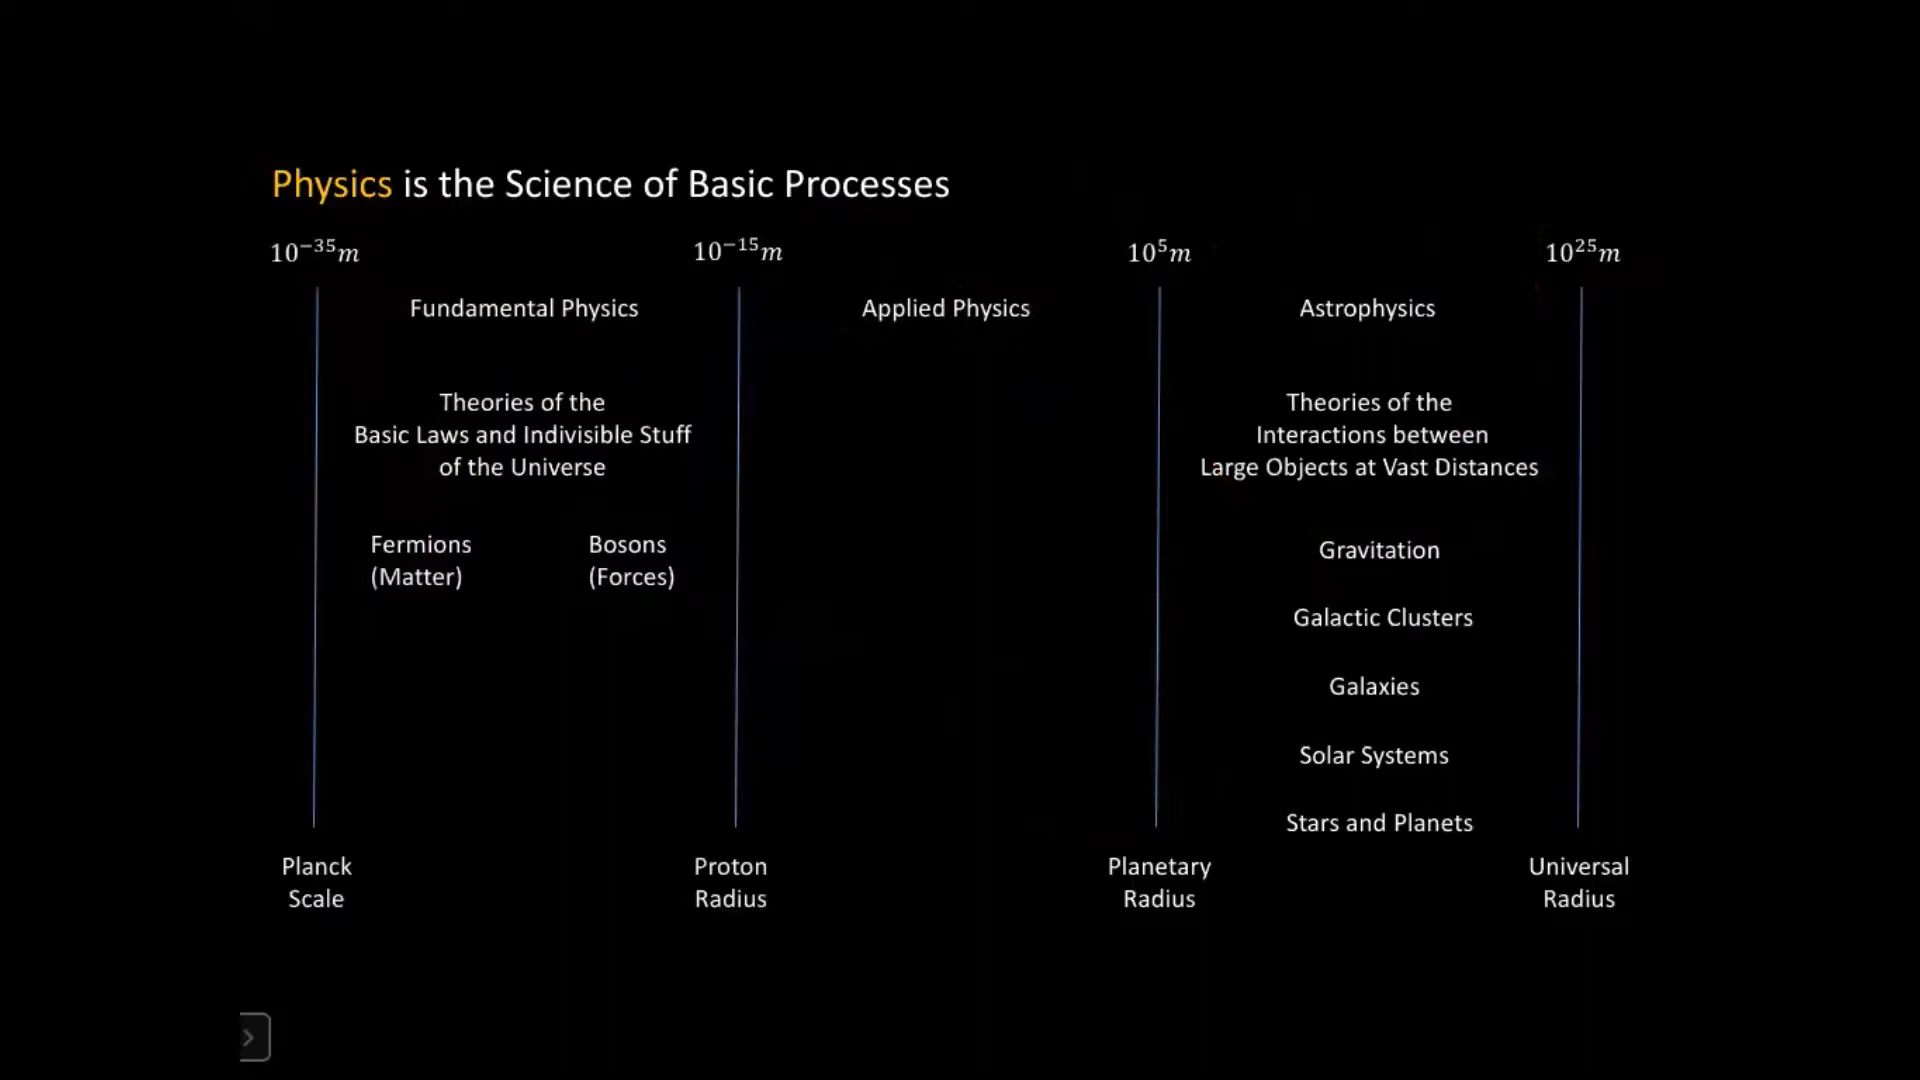 Physics is the Science of Basic Processes
10⁻³⁵m
10⁻¹⁵m
10⁵m
10²⁵m
Fundamental Physics
Applied Physics
Astrophysics
Theories of the
Basic Laws and Indivisible Stuff
of the Universe
Theories of the
Interactions between
Large Objects at Vast Distances
Fermions
(Matter)
Bosons
(Forces)
Gravitation
Galactic Clusters
Galaxies
Solar Systems
Stars and Planets
Planck
Scale
Proton
Radius
Planetary
Radius
Universal
Radius